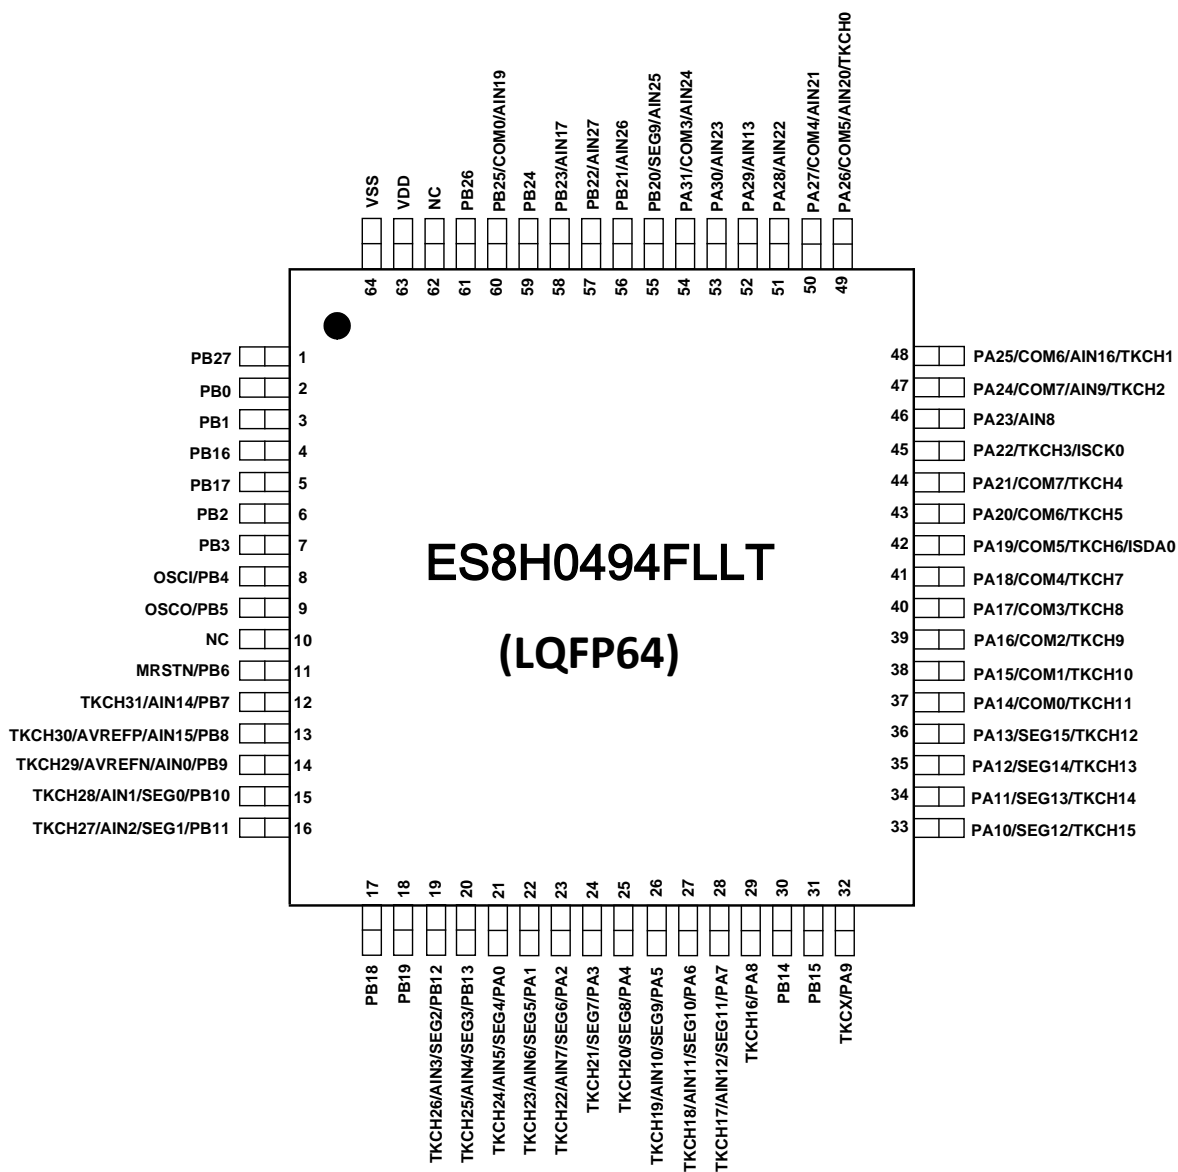 VSS
VDD
NC
PB26
PB25/COM0/AIN19
PB24
PB23/AIN17
PB22/AIN27
PB21/AIN26
PB20/SEG9/AIN25
PA31/COM3/AIN24
PA30/AIN23
PA29/AIN13
PA28/AIN22
PA27/COM4/AIN21
PA26/COM5/AIN20/TKCH0
64
63
62
61
60
59
58
57
56
55
54
53
52
51
50
49
PB27 1
PB0 2
PB1 3
PB16 4
PB17 5
PB2 6
PB3 7
OSCI/PB4 8
OSCO/PB5 9
NC 10
MRSTN/PB6 11
TKCH31/AIN14/PB7 12
TKCH30/AVREFP/AIN15/PB8 13
TKCH29/AVREFN/AIN0/PB9 14
TKCH28/AIN1/SEG0/PB10 15
TKCH27/AIN2/SEG1/PB11 16
ES8H0494FLLT
(LQFP64)
48 PA25/COM6/AIN16/TKCH1
47 PA24/COM7/AIN9/TKCH2
46 PA23/AIN8
45 PA22/TKCH3/ISCK0
44 PA21/COM7/TKCH4
43 PA20/COM6/TKCH5
42 PA19/COM5/TKCH6/ISDA0
41 PA18/COM4/TKCH7
40 PA17/COM3/TKCH8
39 PA16/COM2/TKCH9
38 PA15/COM1/TKCH10
37 PA14/COM0/TKCH11
36 PA13/SEG15/TKCH12
35 PA12/SEG14/TKCH13
34 PA11/SEG13/TKCH14
33 PA10/SEG12/TKCH15
17
18
19
20
21
22
23
24
25
26
27
28
29
30
31
32
PB18
PB19
TKCH26/AIN3/SEG2/PB12
TKCH25/AIN4/SEG3/PB13
TKCH24/AIN5/SEG4/PA0
TKCH23/AIN6/SEG5/PA1
TKCH22/AIN7/SEG6/PA2
TKCH21/SEG7/PA3
TKCH20/SEG8/PA4
TKCH19/AIN10/SEG9/PA5
TKCH18/AIN11/SEG10/PA6
TKCH17/AIN12/SEG11/PA7
TKCH16/PA8
PB14
PB15
TKCX/PA9